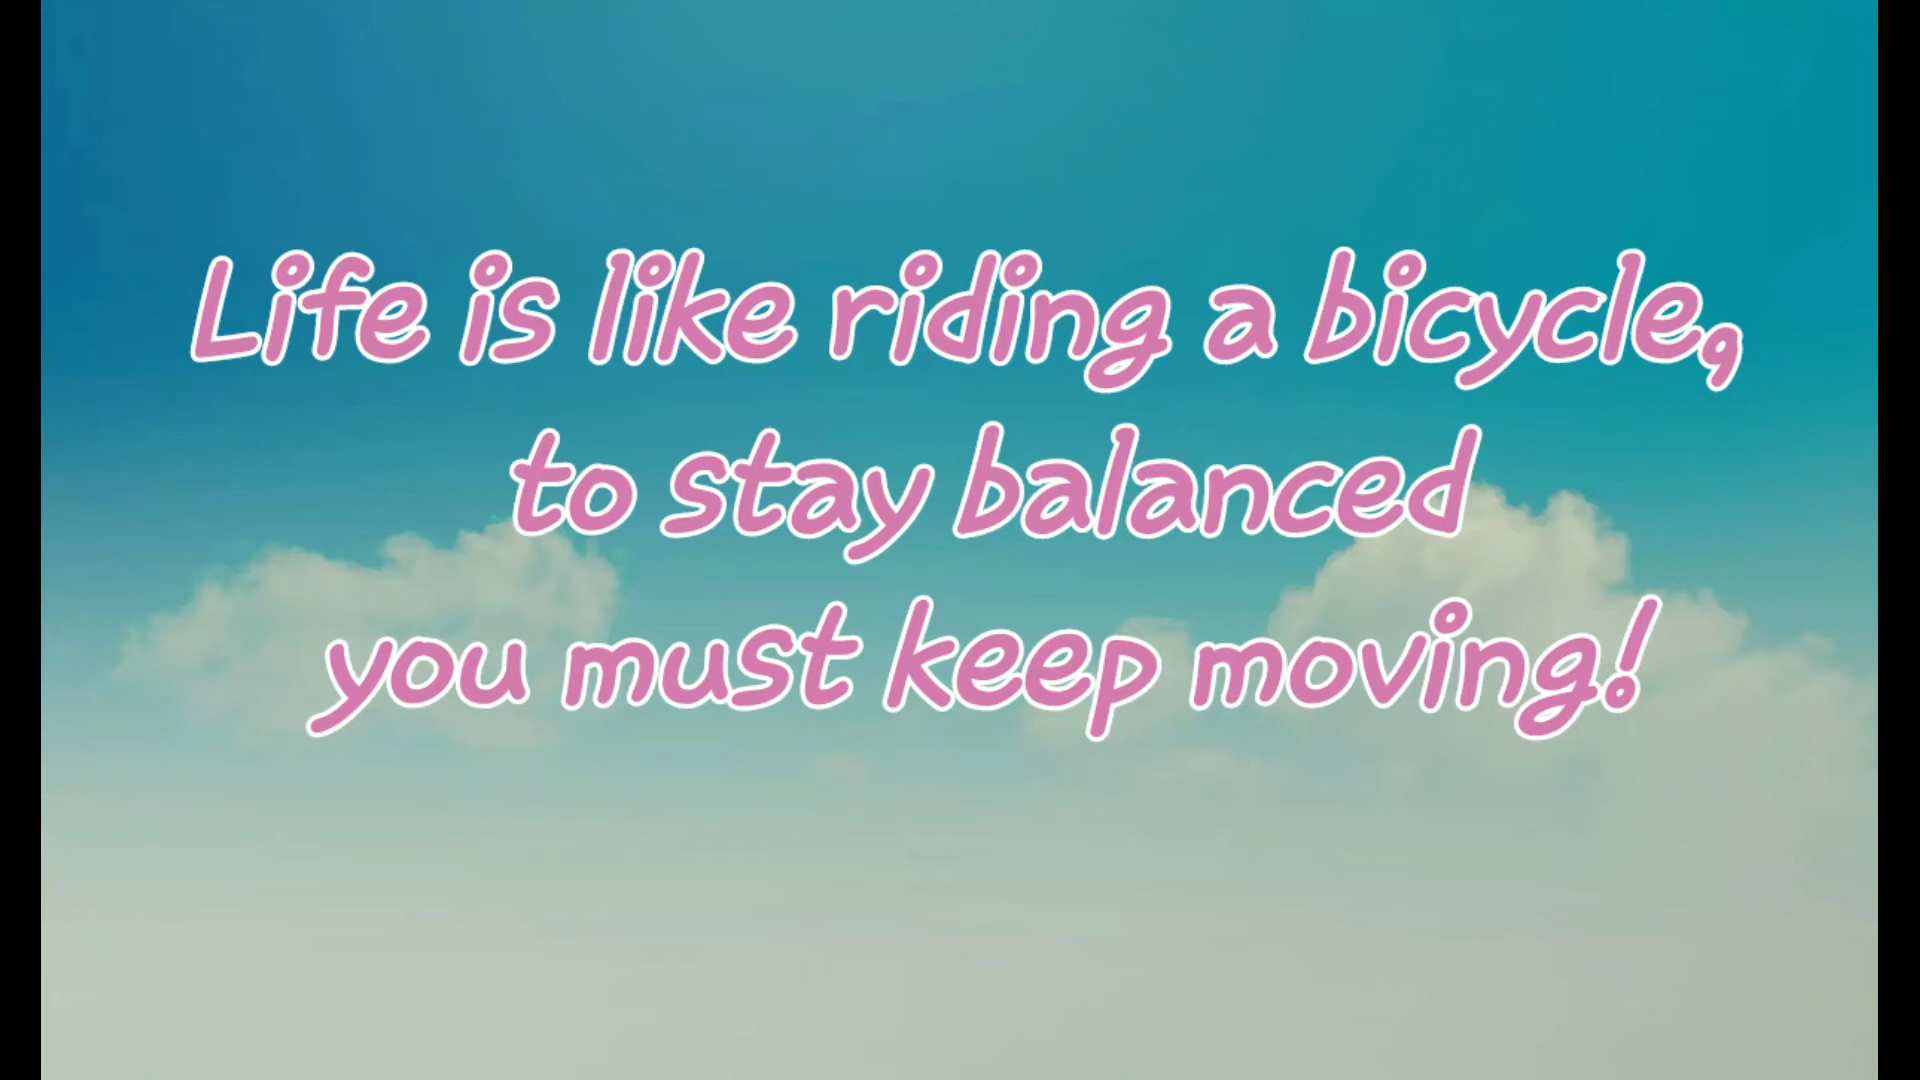 Life is like riding a bicycle,
to stay balanced
you must keep moving!